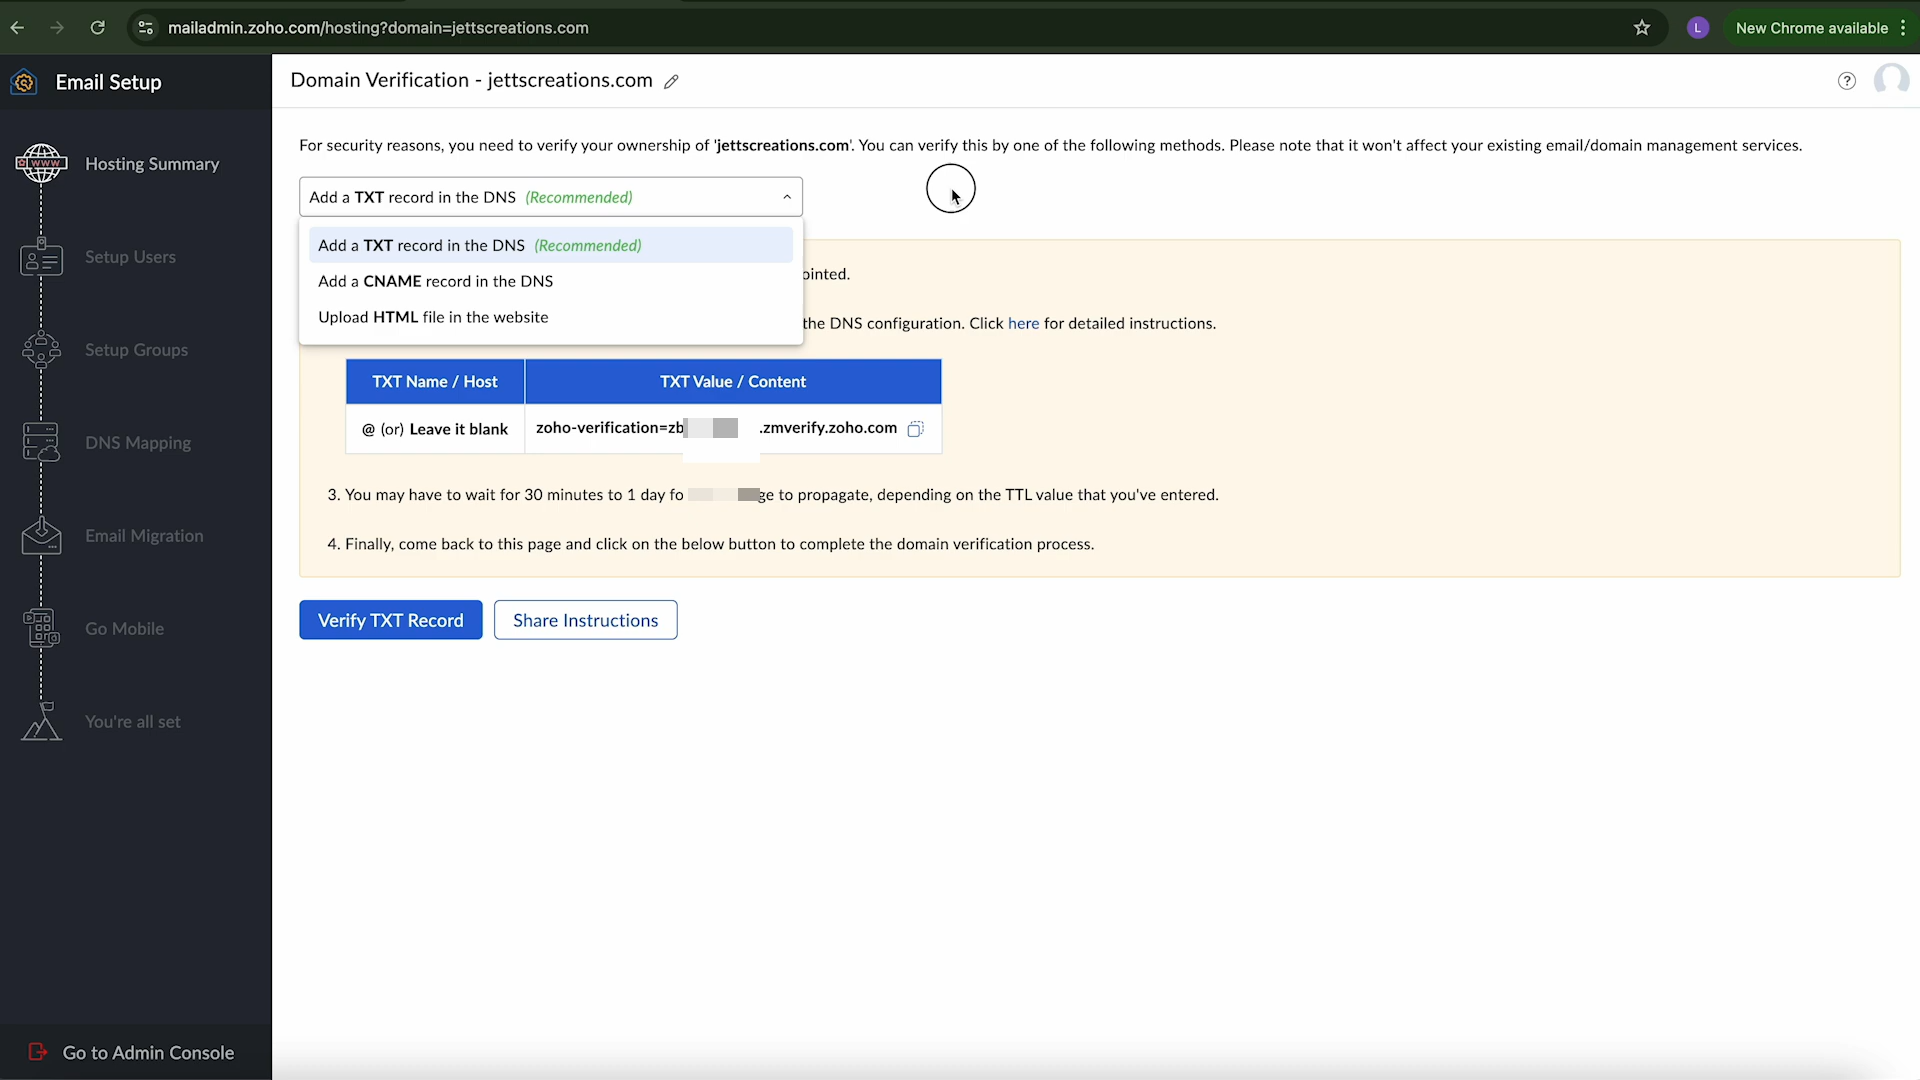 mailadmin.zoho.com/hosting?domain=jettscreations.com
L
New Chrome available
Email Setup
Domain Verification - jettscreations.com
?
For security reasons, you need to verify your ownership of 'jettscreations.com'. You can verify this by one of the following methods. Please note that it won't affect your existing email/domain management services.
www
Hosting Summary
Add a TXT record in the DNS (Recommended)
Add a TXT record in the DNS (Recommended)
Setup Users
ointed.
Add a CNAME record in the DNS
Upload HTML file in the website
the DNS configuration. Click here for detailed instructions.
Setup Groups
TXT Name / Host
TXT Value / Content
@ (or) Leave it blank
zoho-verification=zb .zmverify.zoho.com
DNS Mapping
3. You may have to wait for 30 minutes to 1 day fo ge to propagate, depending on the TTL value that you've entered.
Email Migration
4. Finally, come back to this page and click on the below button to complete the domain verification process.
Verify TXT Record
Share Instructions
Go Mobile
You're all set
Go to Admin Console